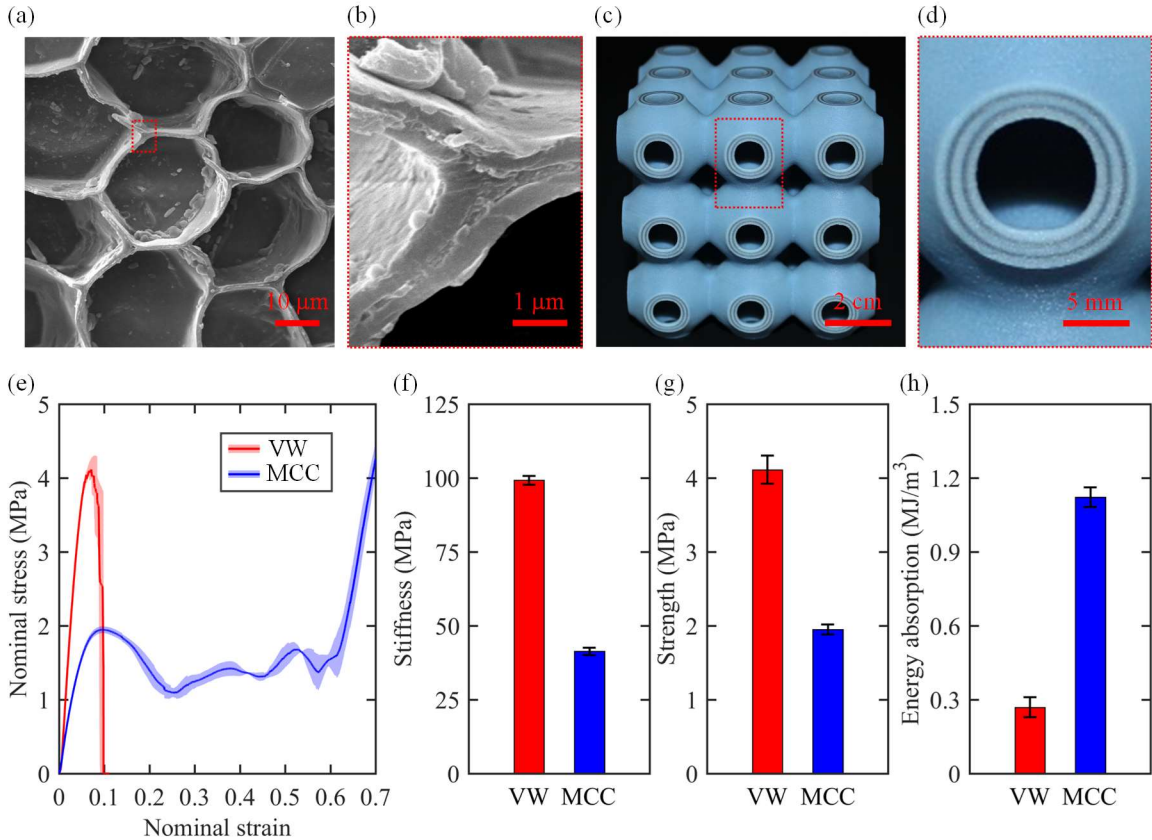 (a)
(b)
(c)
(d)
10 μm
1 μm
2 cm
5 mm
(e)
Nominal stress (MPa)
5
4
3
2
1
0
VW
MCC
0 0.1 0.2 0.3 0.4 0.5 0.6 0.7
Nominal strain
(f)
Stiffness (MPa)
125
100
75
50
25
0
VW MCC
(g)
Strength (MPa)
5
4
3
2
1
0
VW MCC
(h)
Energy absorption (MJ/m³)
1.5
1.2
0.9
0.6
0.3
0
VW MCC